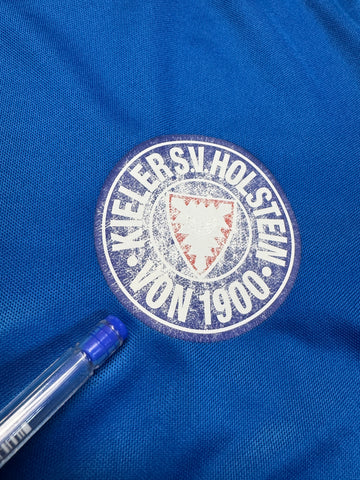 KIELER S.V. HOLSTEIN
VON 1900